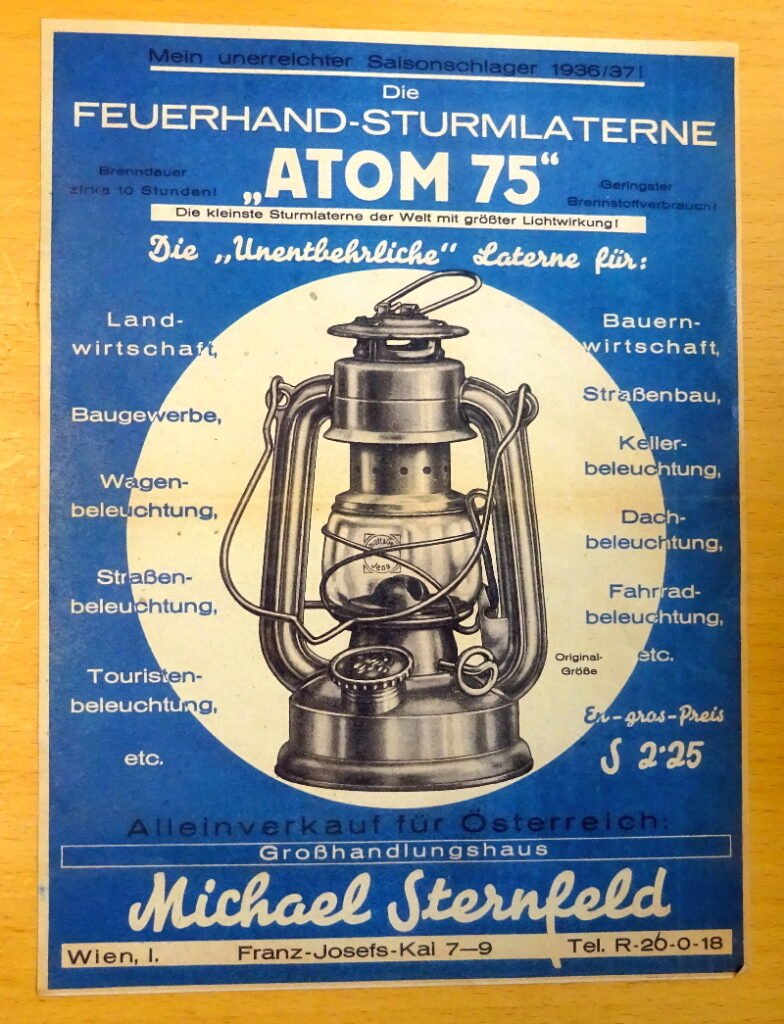 Mein unerreichter Saisonschlager 1936/37!
Die
FEUERHAND-STURMLATERNE
„ATOM 75“
Brenndauer
zirka 10 Stunden!
Geringster
Brennstoffverbrauch!
Die kleinste Sturmlaterne der Welt mit größter Lichtwirkung!
Die „Unentbehrliche“ Laterne für:
Land-
wirtschaft,
Baugewerbe,
Wagen-
beleuchtung,
Straßen-
beleuchtung,
Touristen-
beleuchtung,
etc.
Bauern-
wirtschaft,
Straßenbau,
Keller-
beleuchtung,
Dach-
beleuchtung,
Fahrrad-
beleuchtung,
etc.
Jena
Original-
Größe
En-gros-Preis
S 2·25
Alleinverkauf für Österreich:
Großhandlungshaus
Michael Sternfeld
Wien, I. Franz-Josefs-Kai 7—9 Tel. R-26-0-18